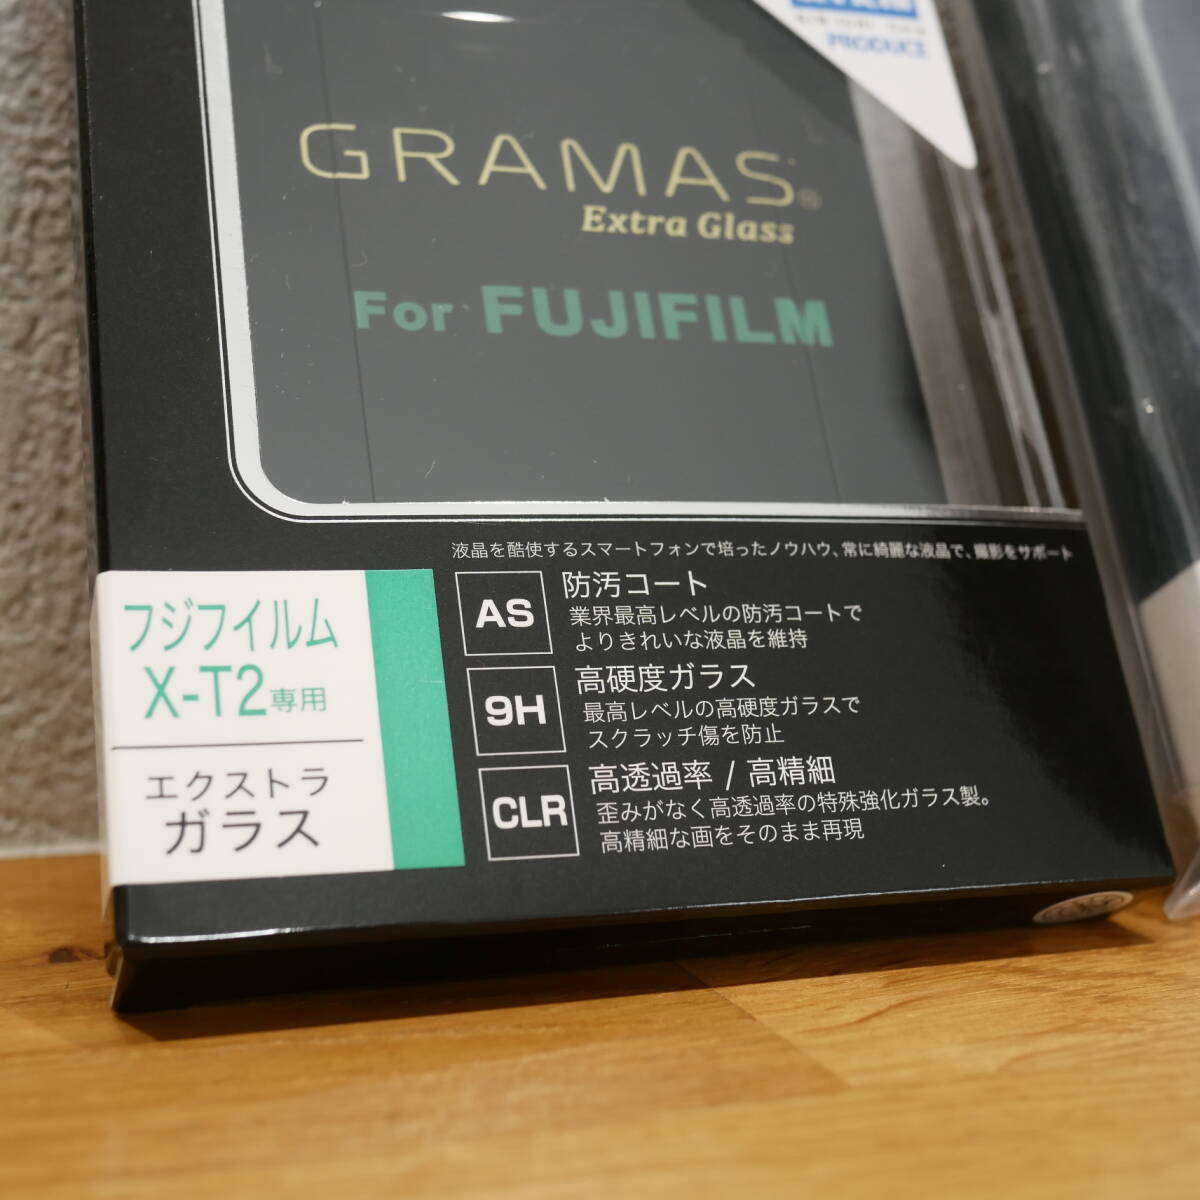 PRODUCE
GRAMAS®
Extra Glass
For FUJIFILM
液晶を酷使するスマートフォンで培ったノウハウ、常に綺麗な液晶で、撮影をサポート
フジフイルム
X-T2専用
エクストラ
ガラス
AS
防汚コート
業界最高レベルの防汚コートで
よりきれいな液晶を維持
9H
高硬度ガラス
最高レベルの高硬度ガラスで
スクラッチ傷を防止
CLR
高透過率 / 高精細
歪みがなく高透過率の特殊強化ガラス製。
高精細な画をそのまま再現